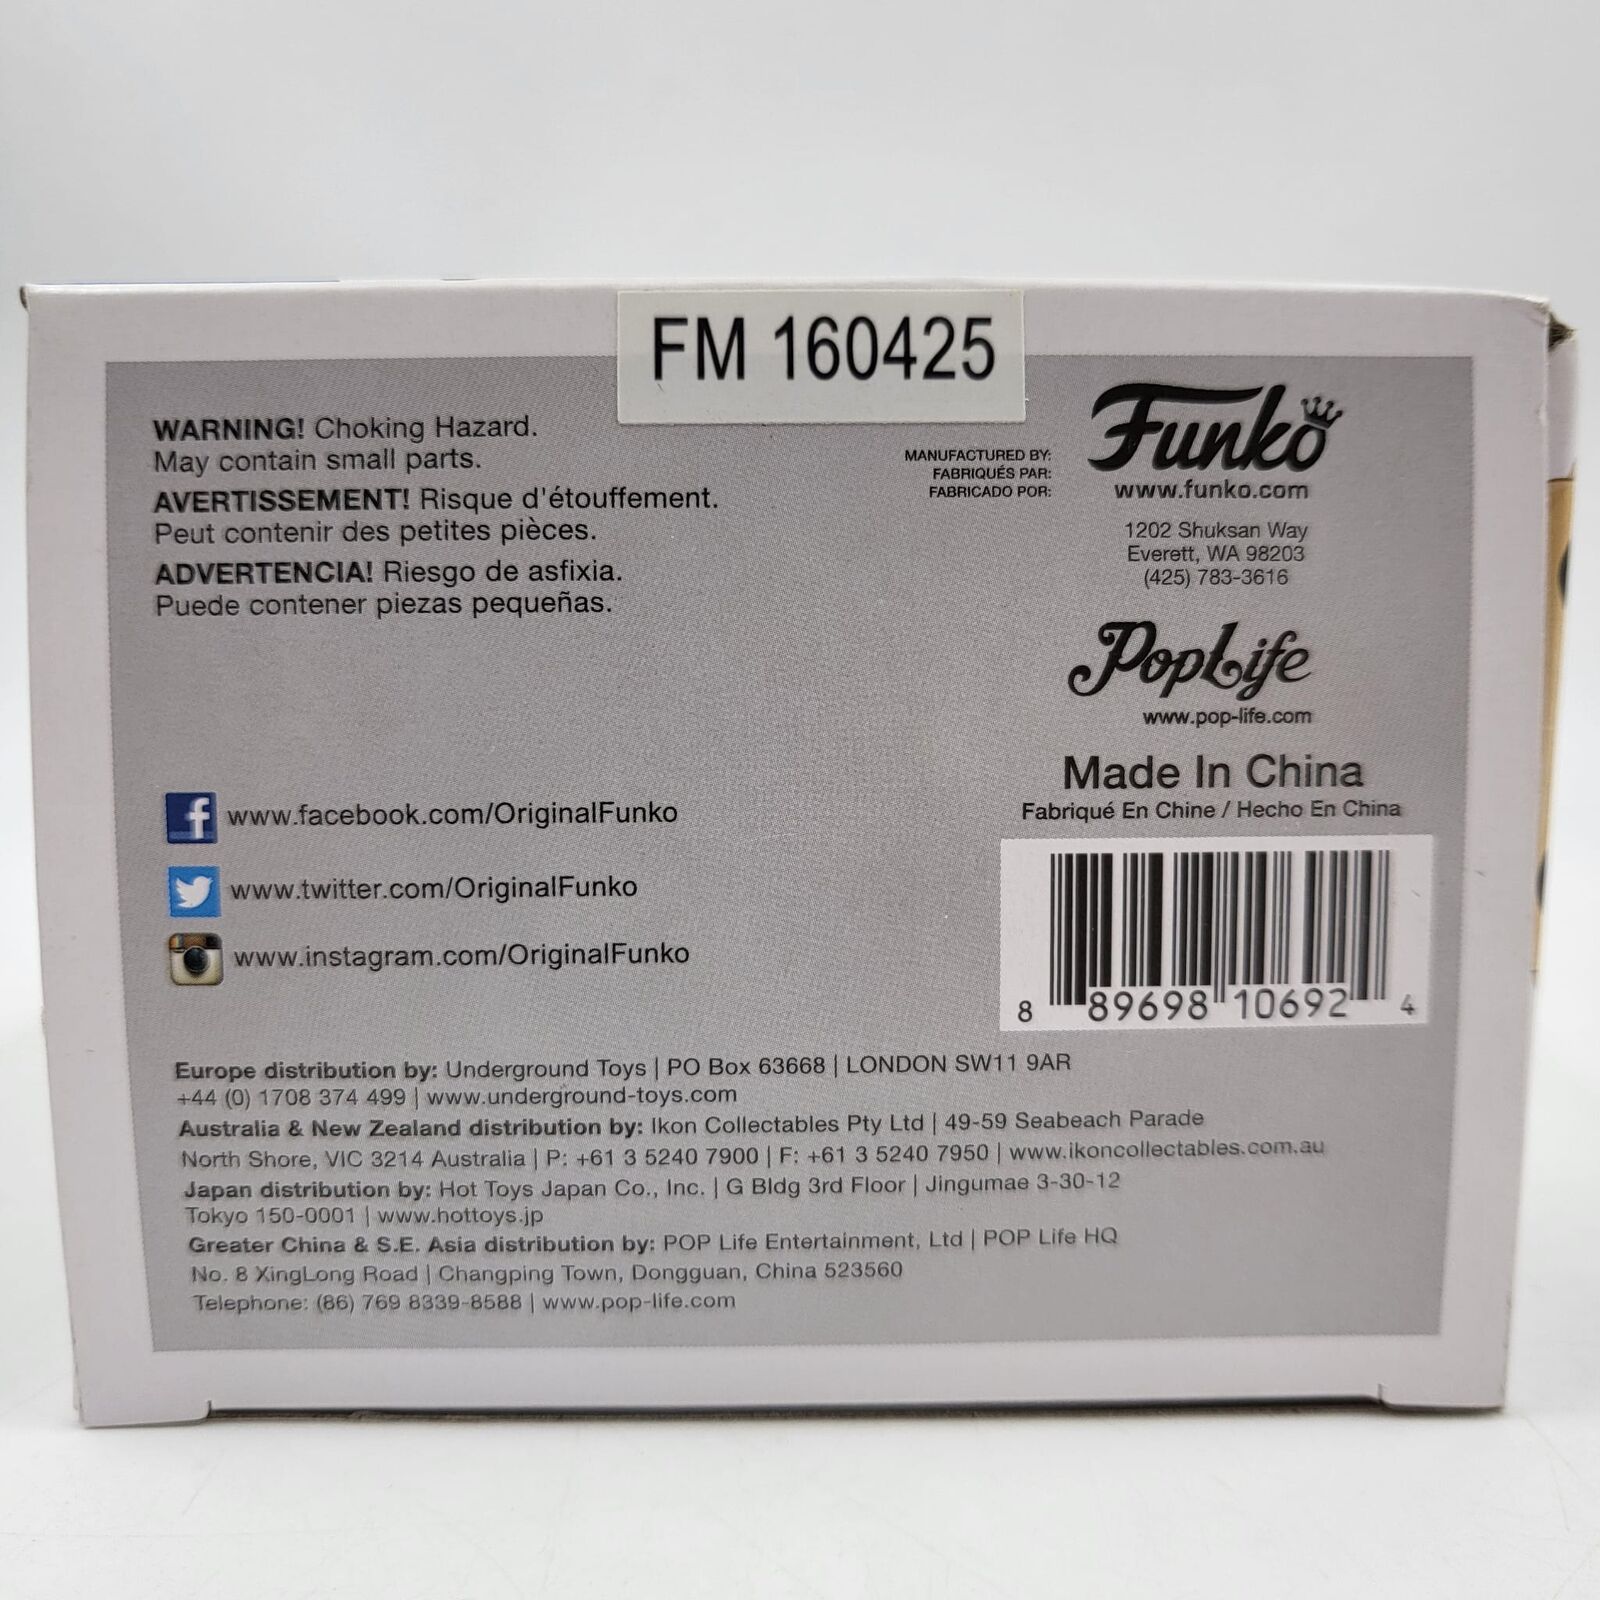 FM 160425
WARNING! Choking Hazard.
May contain small parts.
AVERTISSEMENT! Risque d'étouffement.
Peut contenir des petites pièces.
ADVERTENCIA! Riesgo de asfixia.
Puede contener piezas pequeñas.
MANUFACTURED BY:
FABRIQUÉS PAR:
FABRICADO POR:
Funko
www.funko.com
1202 Shuksan Way
Everett, WA 98203
(425) 783-3616
PopLife
www.pop-life.com
Made In China
Fabriqué En Chine / Hecho En China
www.facebook.com/OriginalFunko
www.twitter.com/OriginalFunko
www.instagram.com/OriginalFunko
8 89698 10692 4
Europe distribution by: Underground Toys | PO Box 63668 | LONDON SW11 9AR
+44 (0) 1708 374 499 | www.underground-toys.com
Australia & New Zealand distribution by: Ikon Collectables Pty Ltd | 49-59 Seabeach Parade
North Shore, VIC 3214 Australia | P: +61 3 5240 7900 | F: +61 3 5240 7950 | www.ikoncollectables.com.au
Japan distribution by: Hot Toys Japan Co., Inc. | G Bldg 3rd Floor | Jingumae 3-30-12
Tokyo 150-0001 | www.hottoys.jp
Greater China & S.E. Asia distribution by: POP Life Entertainment, Ltd | POP Life HQ
No. 8 XingLong Road | Changping Town, Dongguan, China 523560
Telephone: (86) 769 8339-8588 | www.pop-life.com